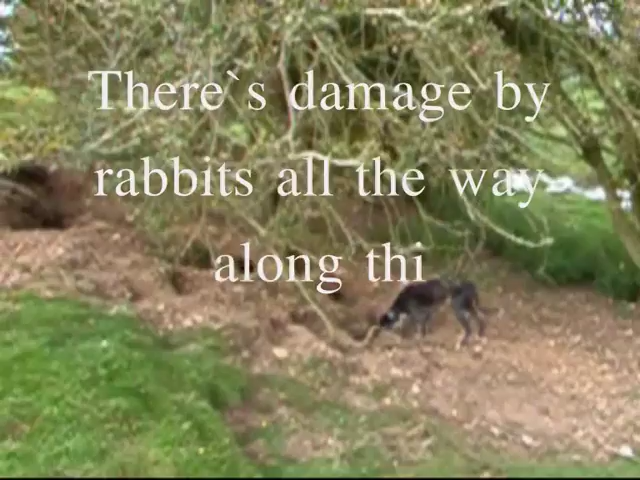 There`s damage by
rabbits all the way
along thi